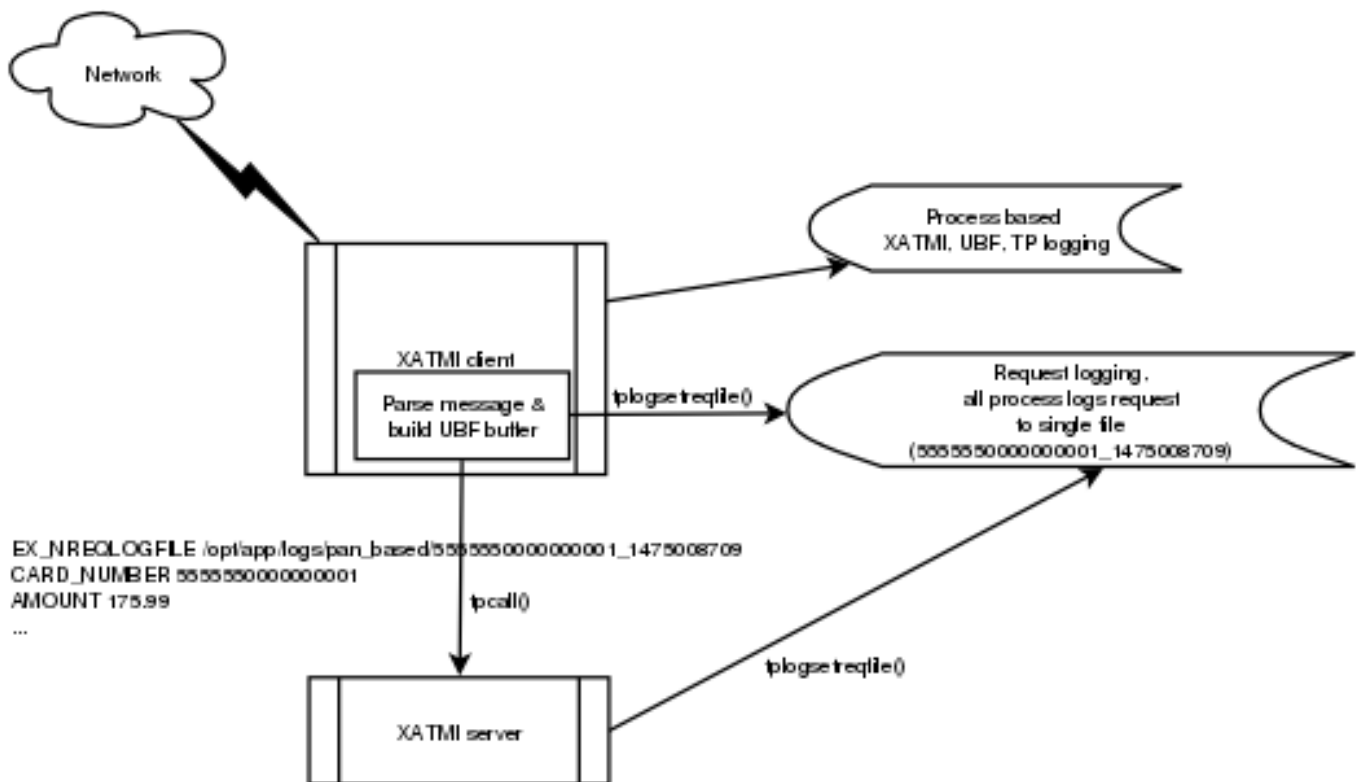 Network
Process based
XATMI, UBF, TP logging
XATMI client
Parse message &
build UBF buffer
tplogsetreqfile()
Request logging,
all process logs request
to single file
(5555550000000001_1475008709)
EX_NREQLOGFILE /opt/app/logs/pan_based/5555550000000001_1475008709
CARD_NUMBER 5555550000000001
AMOUNT 175.99
...
tpcall()
tplogsetreqfile()
XATMI server